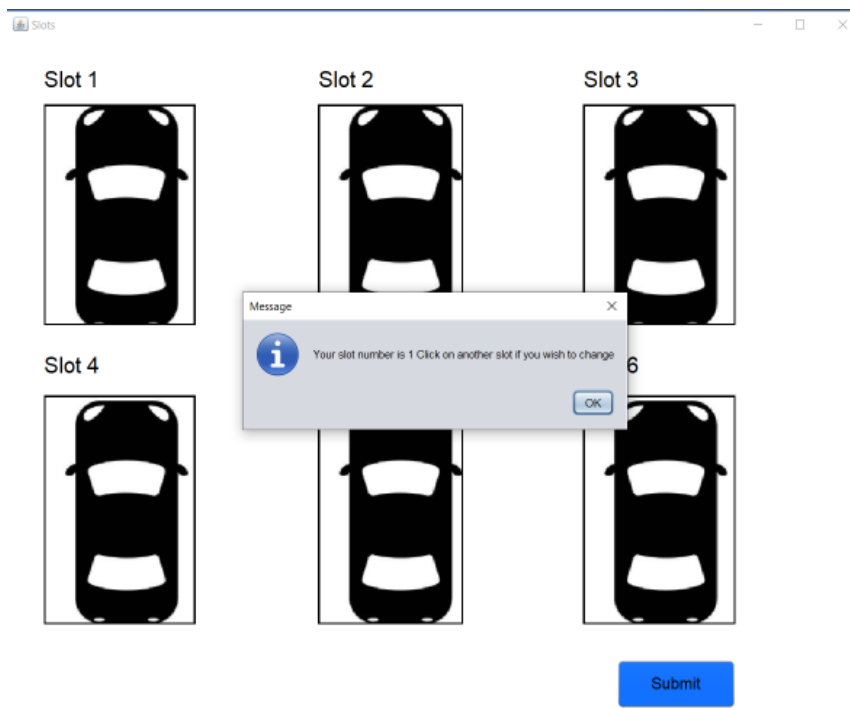 Slots
Slot 1
Slot 2
Slot 3
Message
Your slot number is 1 Click on another slot if you wish to change
OK
Slot 4
6
Submit